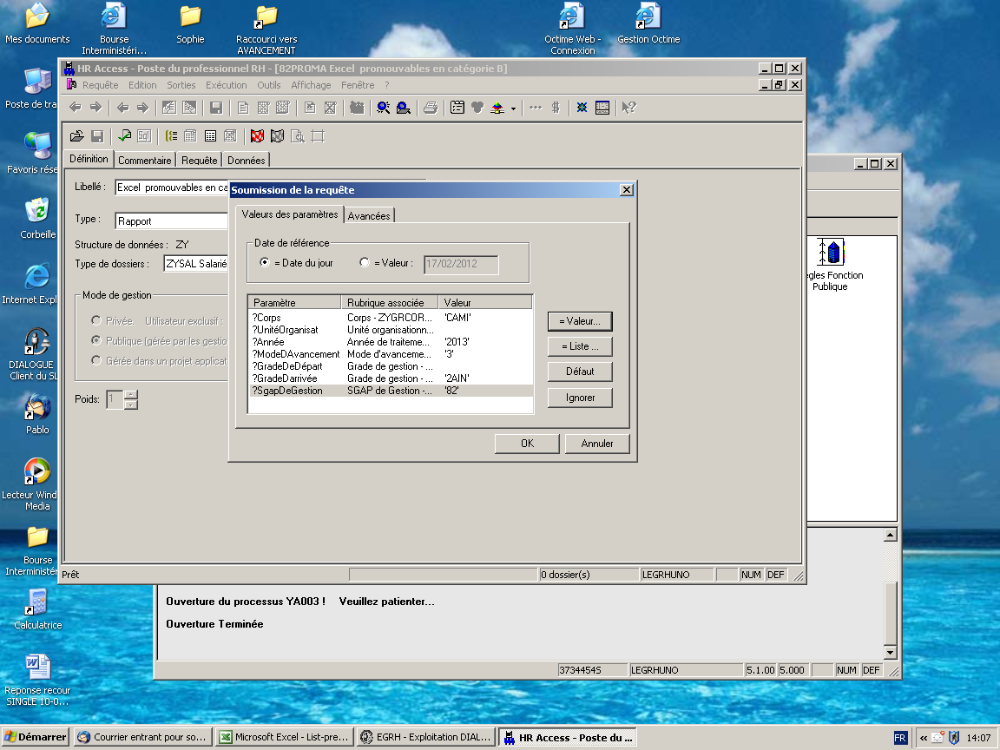 Mes documents
Bourse Interministéri...
Sophie
Raccourci vers AVANCEMENT
Octime Web - Connexion
Gestion Octime
Poste de tra
Favoris rése
Corbeille
Internet Expl
DIALOGUE
Client du SL
Pablo
Lecteur Wind
Media
Bourse
Interministér
Calculatrice
Reponse recour
SINGLE 10-0...
HR Access - Poste du professionnel RH - [82PROMA Excel promouvables en catégorie B]
Requête Edition Sorties Exécution Outils Affichage Fenêtre ?
Définition Commentaire Requête Données
Libellé : Excel promouvables en ca
Type : Rapport
Structure de données : ZY
Type de dossiers : ZYSAL Salarié
Mode de gestion
Privée. Utilisateur exclusif :
Publique (gérée par les gestio
Gérée dans un projet applicat
Poids: 1
Soumission de la requête
Valeurs des paramètres Avancées
Date de référence
= Date du jour = Valeur : 17/02/2012
Paramètre Rubrique associée Valeur
?Corps Corps - ZYGRCOR... 'CAMI'
?UnitéOrganisat Unité organisationn...
?Année Année de traiteme... '2013'
?ModeDAvancement Mode d'avanceme... '3'
?GradeDeDépart Grade de gestion - ...
?GradeDarrivée Grade de gestion - ... '2AIN'
?SgapDeGestion SGAP de Gestion -... '82'
= Valeur...
= Liste ...
Défaut
Ignorer
OK Annuler
Prêt 0 dossier(s) LEGRHUNO NUM DEF
gles Fonction
Publique
Ouverture du processus YA003 ! Veuillez patienter...
Ouverture Terminée
37344545 LEGRHUNO 5.1.00 5.000 NUM DEF
Démarrer Courrier entrant pour so... Microsoft Excel - List-pre... EGRH - Exploitation DIAL... HR Access - Poste du ... FR « 14:07